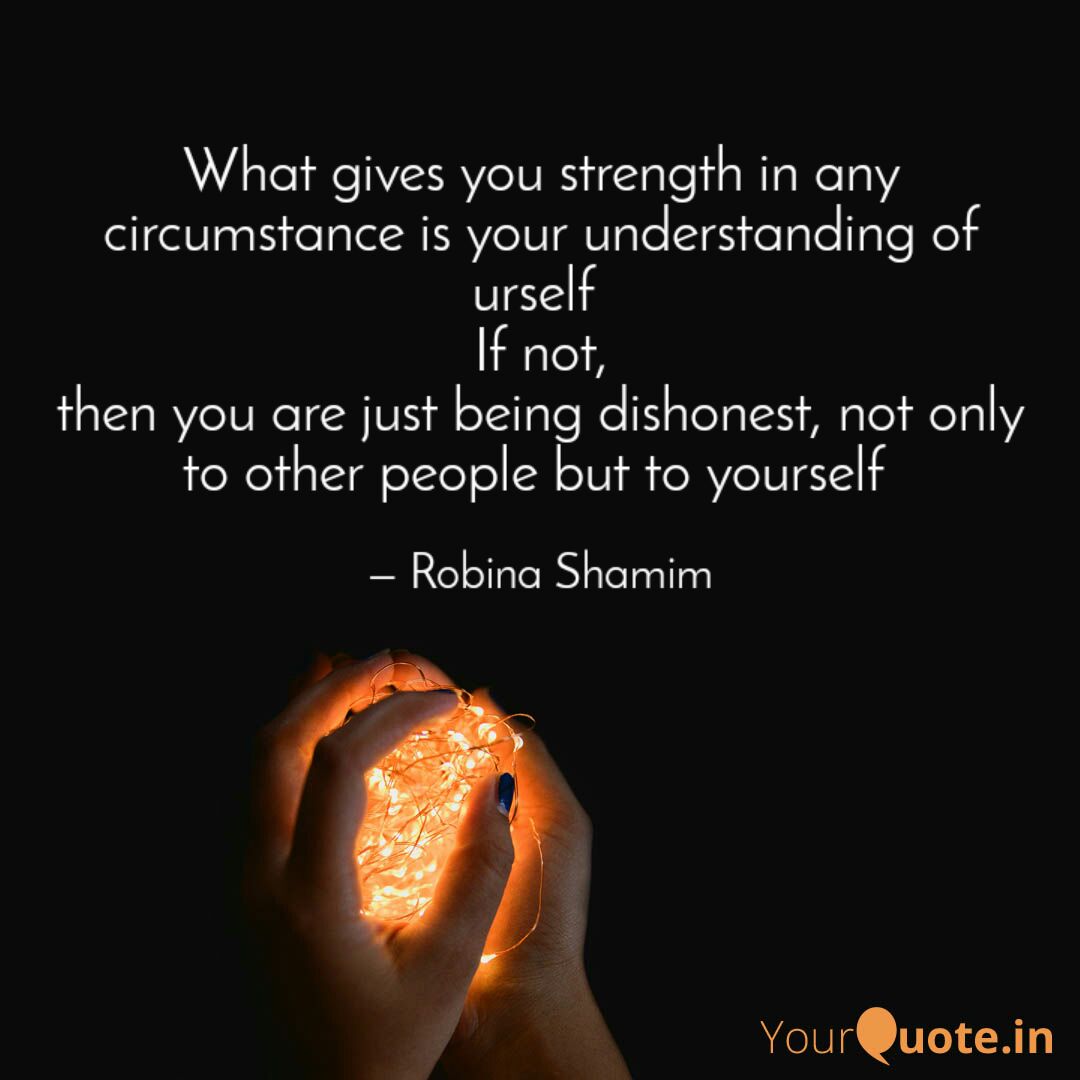 What gives you strength in any
circumstance is your understanding of
urself
If not,
then you are just being dishonest, not only
to other people but to yourself
– Robina Shamim
YourQuote.in